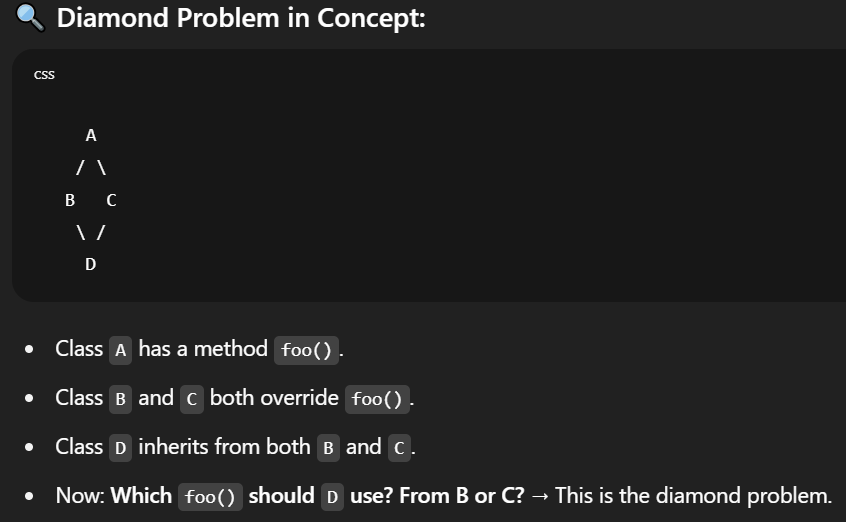 🔍 Diamond Problem in Concept:
css
A
/ \
B C
\ /
D
• Class A has a method foo().
• Class B and C both override foo().
• Class D inherits from both B and C.
• Now: Which foo() should D use? From B or C? → This is the diamond problem.